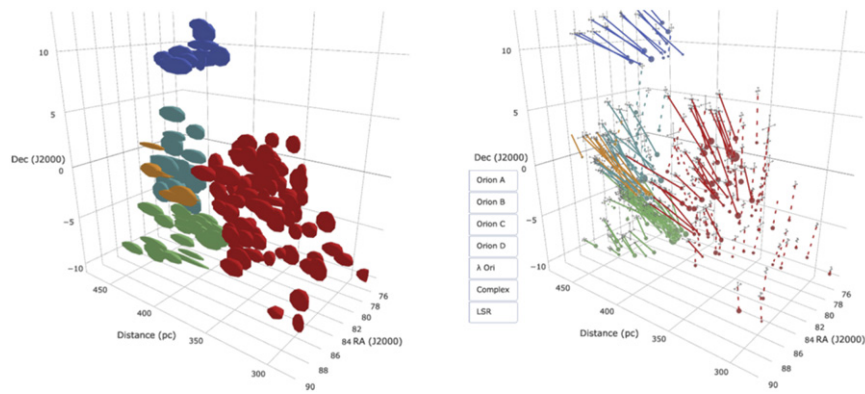 10
5
Dec (J2000)
0
−5
−10
450
400
Distance (pc)
350
300
76
78
80
82
84 RA (J2000)
86
88
90
10
5
Dec (J2000)
0
Orion A
Orion B
Orion C
Orion D
λ Ori
Complex
LSR
−5
−10
450
400
Distance (pc)
350
300
76
78
80
82
84 RA (J2000)
86
88
90